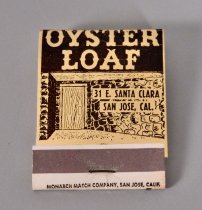 OYSTER
LOAF
31 E. SANTA CLARA
SAN JOSE, CAL.
MONARCH MATCH COMPANY, SAN JOSE, CALIF.